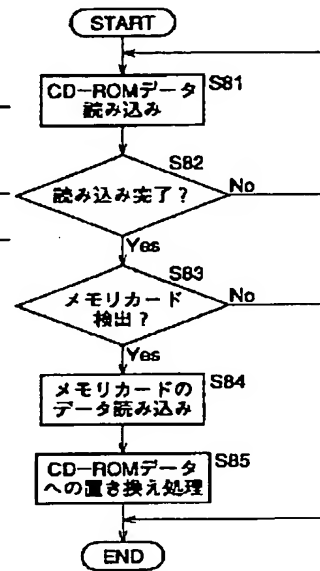 START
CD-ROMデータ
読み込み
S81
S82
読み込み完了？
No
Yes
S83
メモリカード
検出？
No
Yes
S84
メモリカードの
データ読み込み
S85
CD-ROMデータ
への置き換え処理
END